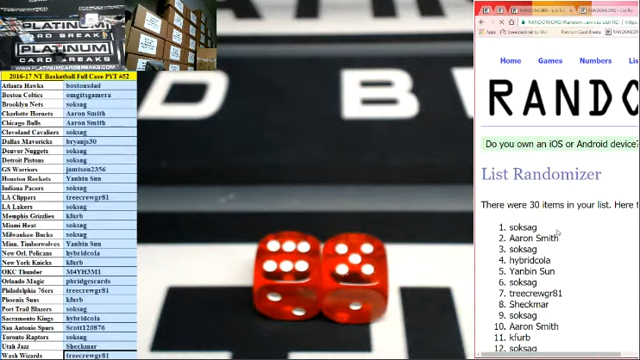 PLATINUM
PLATINUM
CARD BREAKS
WWW.PLATINUMCARDBREAKS.COM
2016-17 NT Basketball Full Case PYT #52
Atlanta Hawks bostonsdad
Boston Celtics omgitsgamera
Brooklyn Nets soksag
Charlotte Hornets Aaron Smith
Chicago Bulls Aaron Smith
Cleveland Cavaliers soksag
Dallas Mavericks bryanjs30
Denver Nuggets soksag
Detroit Pistons soksag
GS Warriors jamison2356
Houston Rockets Yanbin Sun
Indiana Pacers soksag
LA Clippers treecrewgr81
LA Lakers soksag
Memphis Grizzlies kfurb
Miami Heat soksag
Milwaukee Bucks soksag
Minn. Timberwolves Yanbin Sun
New Orl. Pelicans hybridcola
New York Knicks kfurb
OKC Thunder M4YH3M1
Orlando Magic pbridgescards
Philadelphia 76ers treecrewgr81
Phoenix Suns kfurb
Port Trail Blazers soksag
Sacramento Kings hybridcola
San Antonio Spurs Scott120876
Utah Jazz Sheckmar
Wash Wizards treecrewgr81
D B
Home Games Numbers Lis
RANDO
Do you own an iOS or Android device?
List Randomizer
There were 30 items in your list. Here t
1. soksag
2. Aaron Smith
3. soksag
4. hybridcola
5. Yanbin Sun
6. soksag
7. treecrewgr81
8. Sheckmar
9. soksag
10. Aaron Smith
11. kfurb
12. soksag